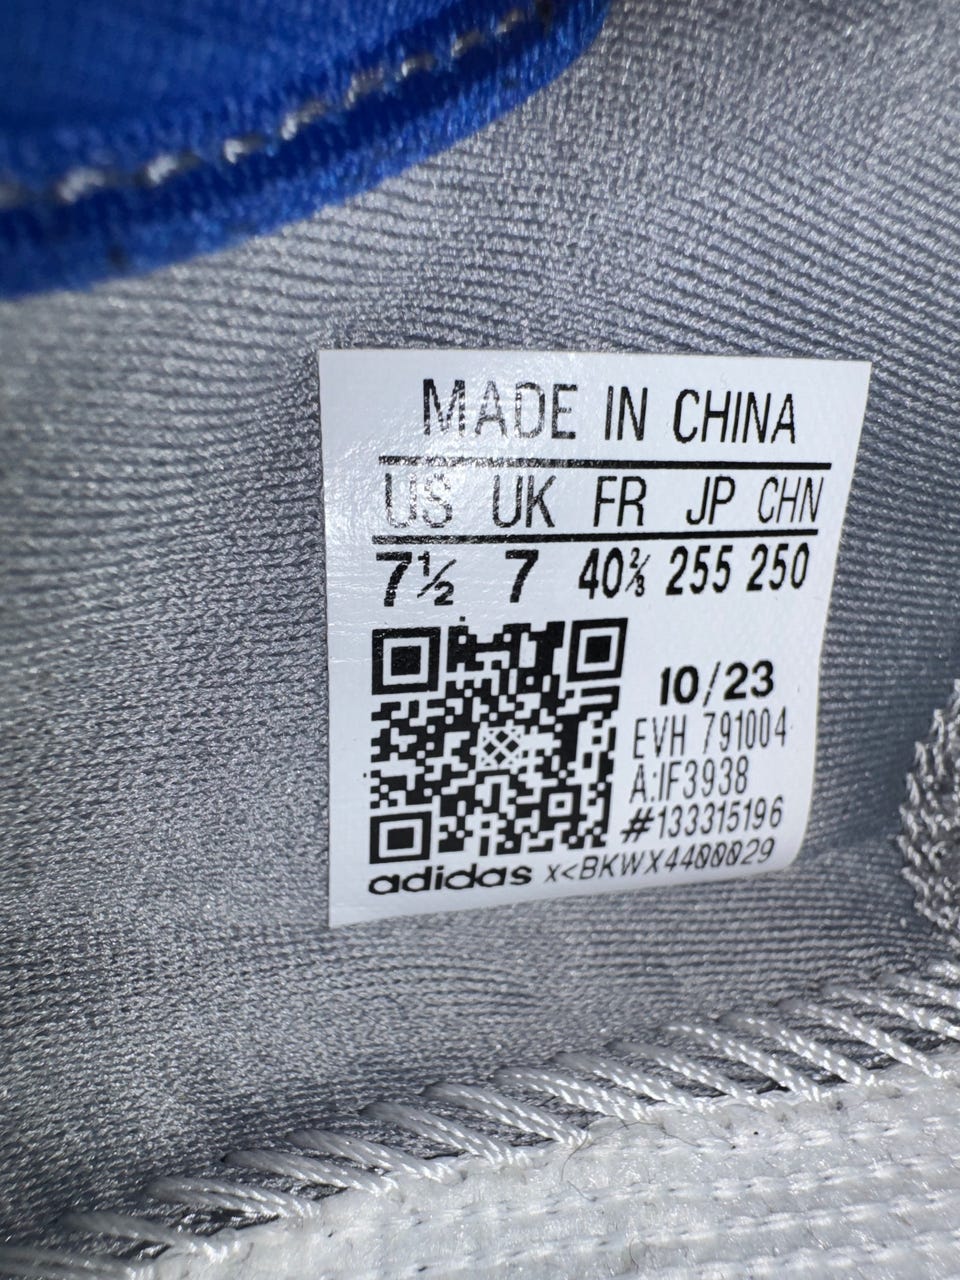 MADE IN CHINA
US UK FR JP CHN
7½ 7 40⅔ 255 250
10/23
EVH 791004
A:IF3938
#133315196
adidas X<BKWX4400029